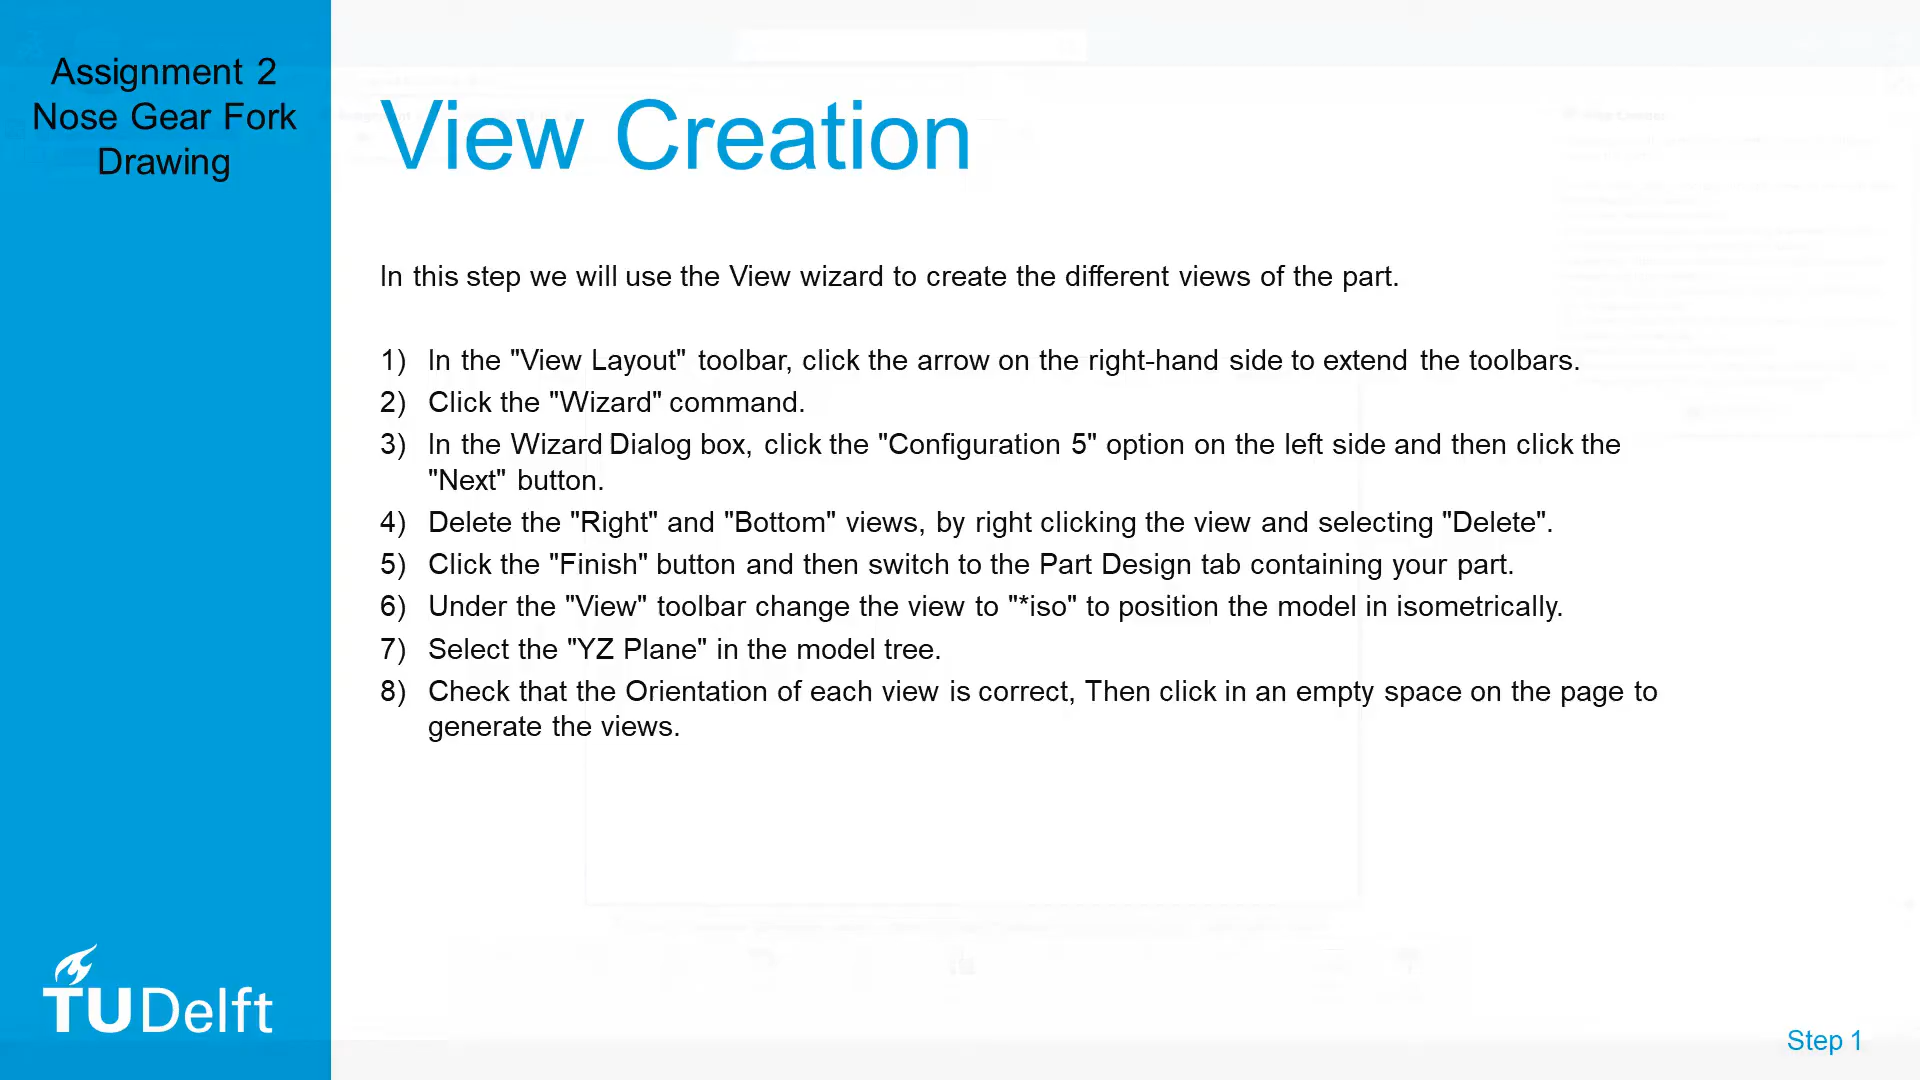 Assignment 2
Nose Gear Fork
Drawing
View Creation
In this step we will use the View wizard to create the different views of the part.
1) In the "View Layout" toolbar, click the arrow on the right-hand side to extend the toolbars.
2) Click the "Wizard" command.
3) In the Wizard Dialog box, click the "Configuration 5" option on the left side and then click the
"Next" button.
4) Delete the "Right" and "Bottom" views, by right clicking the view and selecting "Delete".
5) Click the "Finish" button and then switch to the Part Design tab containing your part.
6) Under the "View" toolbar change the view to "*iso" to position the model in isometrically.
7) Select the "YZ Plane" in the model tree.
8) Check that the Orientation of each view is correct, Then click in an empty space on the page to
generate the views.
TU Delft
Step 1